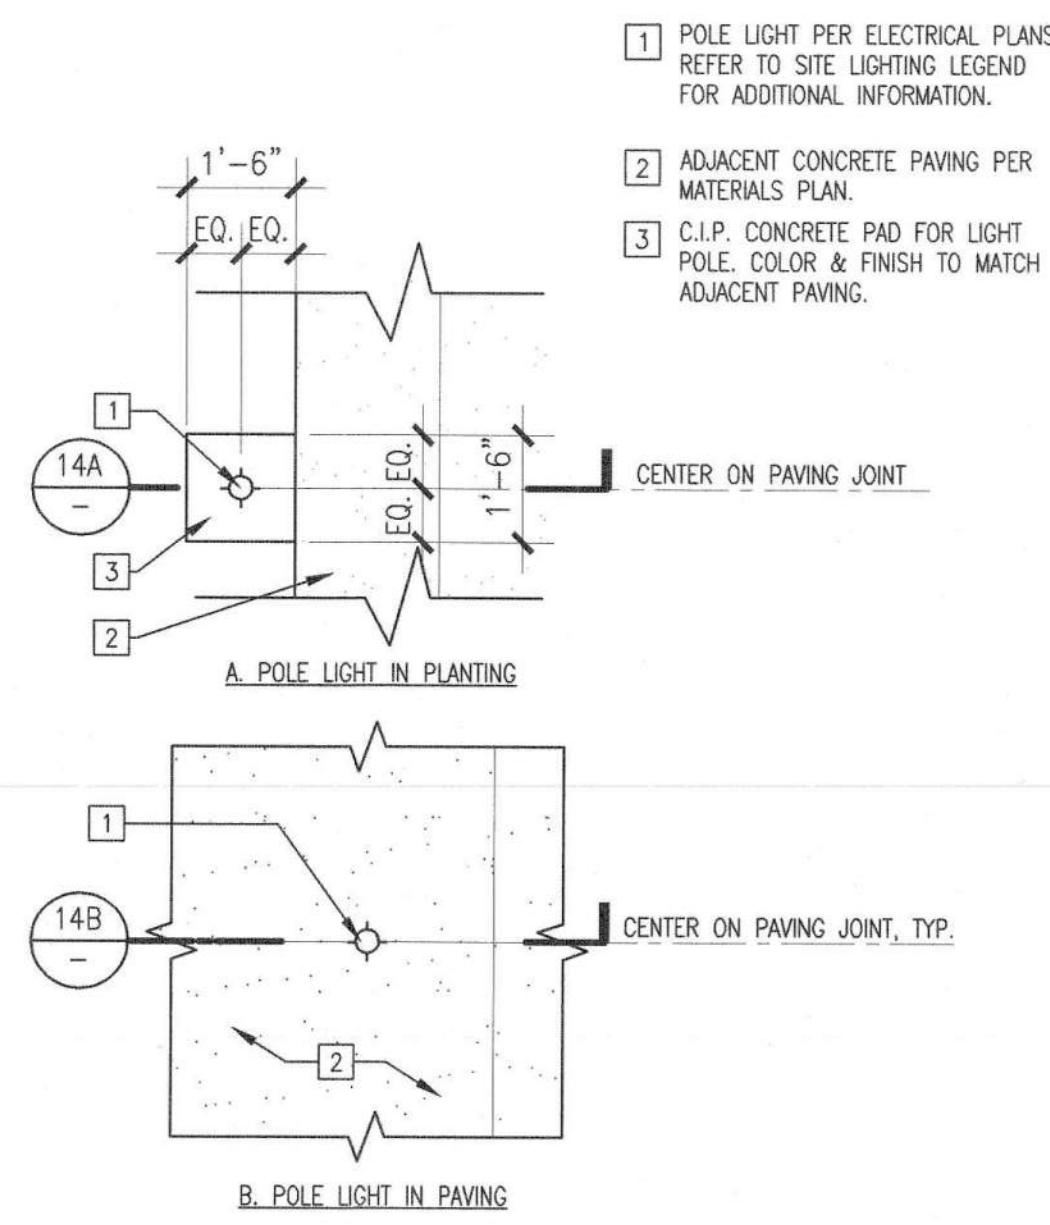 1 POLE LIGHT PER ELECTRICAL PLANS
REFER TO SITE LIGHTING LEGEND
FOR ADDITIONAL INFORMATION.
2 ADJACENT CONCRETE PAVING PER
MATERIALS PLAN.
3 C.I.P. CONCRETE PAD FOR LIGHT
POLE. COLOR & FINISH TO MATCH
ADJACENT PAVING.
1'-6"
EQ. EQ.
1
14A
-
EQ. EQ.
1'-6"
CENTER ON PAVING JOINT
3
2
A. POLE LIGHT IN PLANTING
1
14B
-
CENTER ON PAVING JOINT, TYP.
2
B. POLE LIGHT IN PAVING